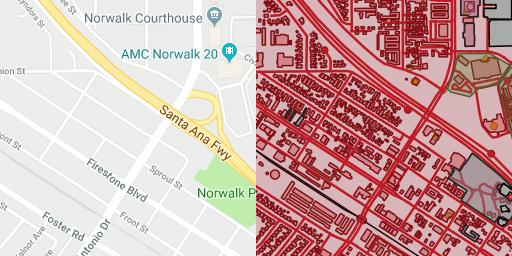 Norwalk Courthouse
AMC Norwalk 20
Santa Ana Fwy
Firestone Blvd
Sproul St
Norwalk P
Front St
Foster Rd